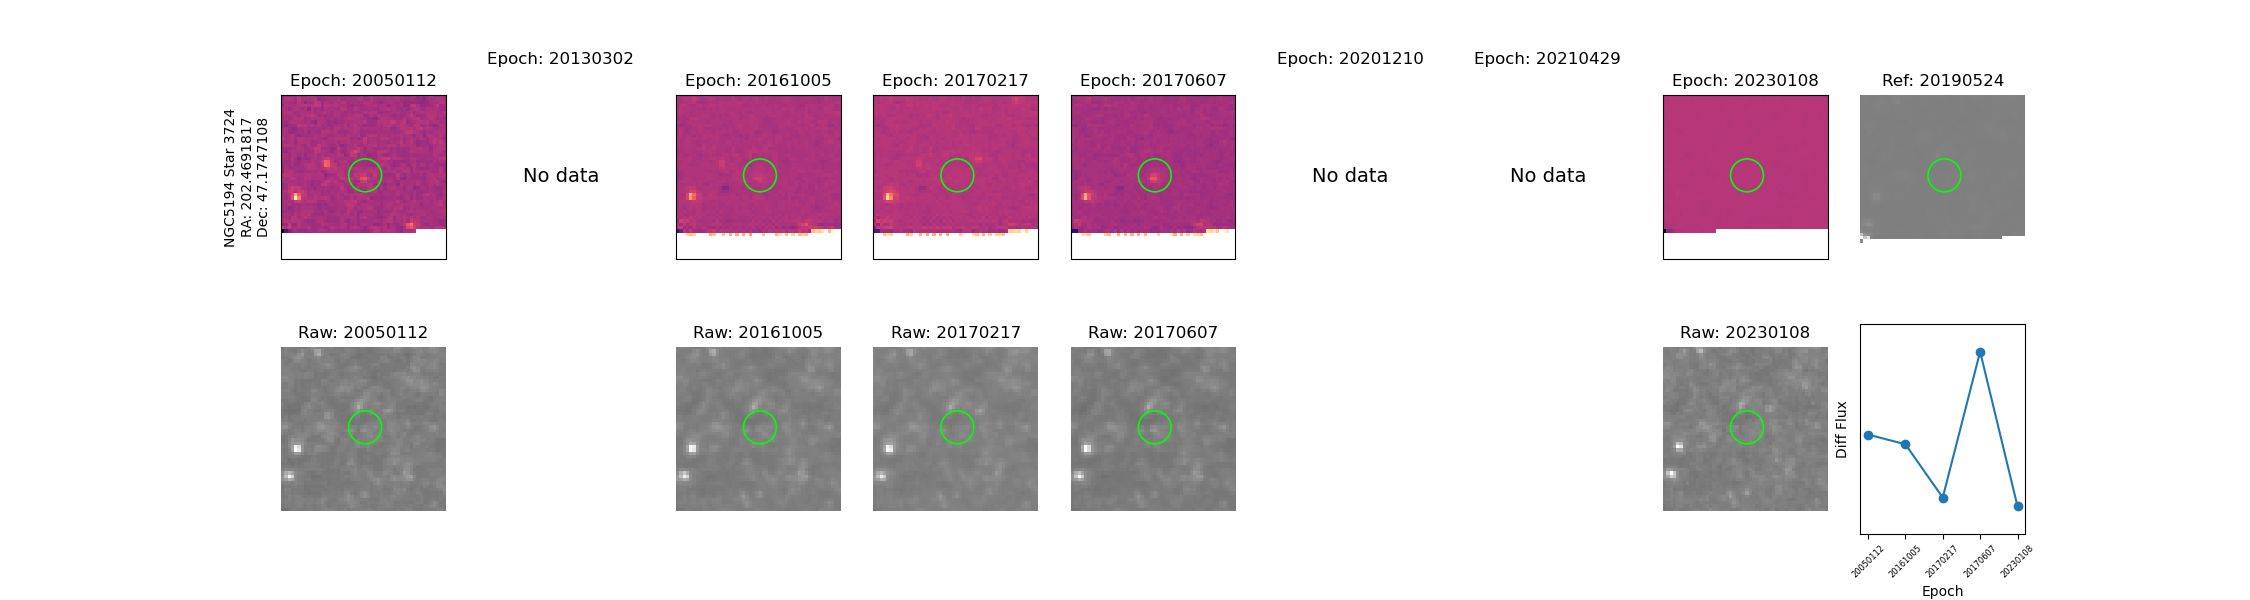 NGC5194 Star 3724
RA: 202.4691817
Dec: 47.1747108
Epoch: 20050112
Epoch: 20130302
No data
Epoch: 20161005
Epoch: 20170217
Epoch: 20170607
Epoch: 20201210
No data
Epoch: 20210429
No data
Epoch: 20230108
Ref: 20190524
Raw: 20050112
Raw: 20161005
Raw: 20170217
Raw: 20170607
Raw: 20230108
Diff Flux
20050112
20161005
20170217
20170607
20230108
Epoch